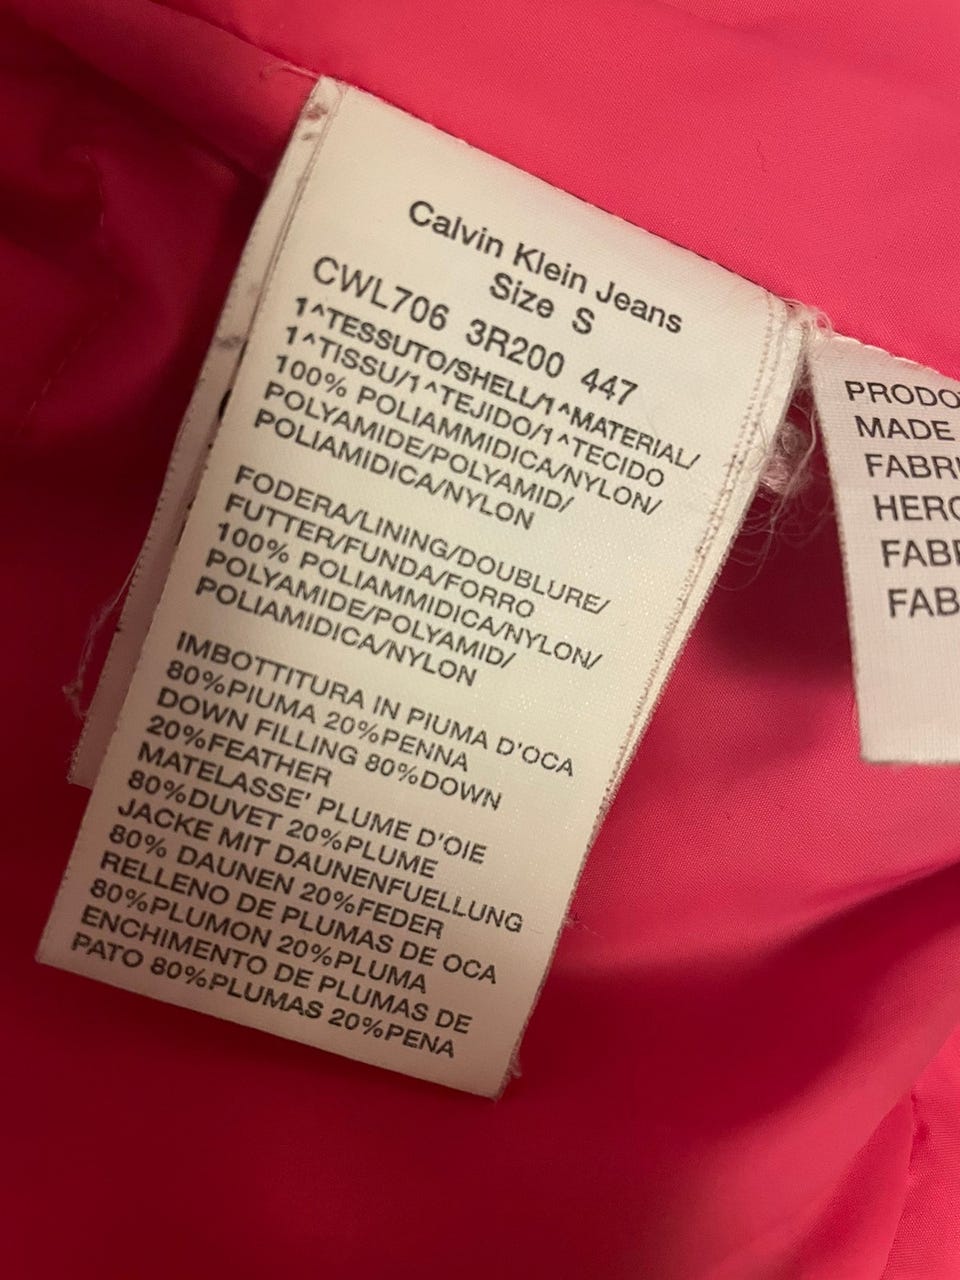 Calvin Klein Jeans
Size S
CWL706 3R200 447
1^TESSUTO/SHELL/1^MATERIAL/
1^TISSU/1^TEJIDO/1^TECIDO
100% POLIAMMIDICA/NYLON/
POLYAMIDE/POLYAMID/
POLIAMIDICA/NYLON
FODERA/LINING/DOUBLURE/
FUTTER/FUNDA/FORRO
100% POLIAMMIDICA/NYLON/
POLYAMIDE/POLYAMID/
POLIAMIDICA/NYLON
IMBOTTITURA IN PIUMA D'OCA
80%PIUMA 20%PENNA
DOWN FILLING 80%DOWN
20%FEATHER
MATELASSE' PLUME D'OIE
80%DUVET 20%PLUME
JACKE MIT DAUNENFUELLUNG
80% DAUNEN 20%FEDER
RELLENO DE PLUMAS DE OCA
80%PLUMON 20%PLUMA
ENCHIMENTO DE PLUMAS DE
PATO 80%PLUMAS 20%PENA
PRODO
MADE
FABRI
HERG
FABR
FAB